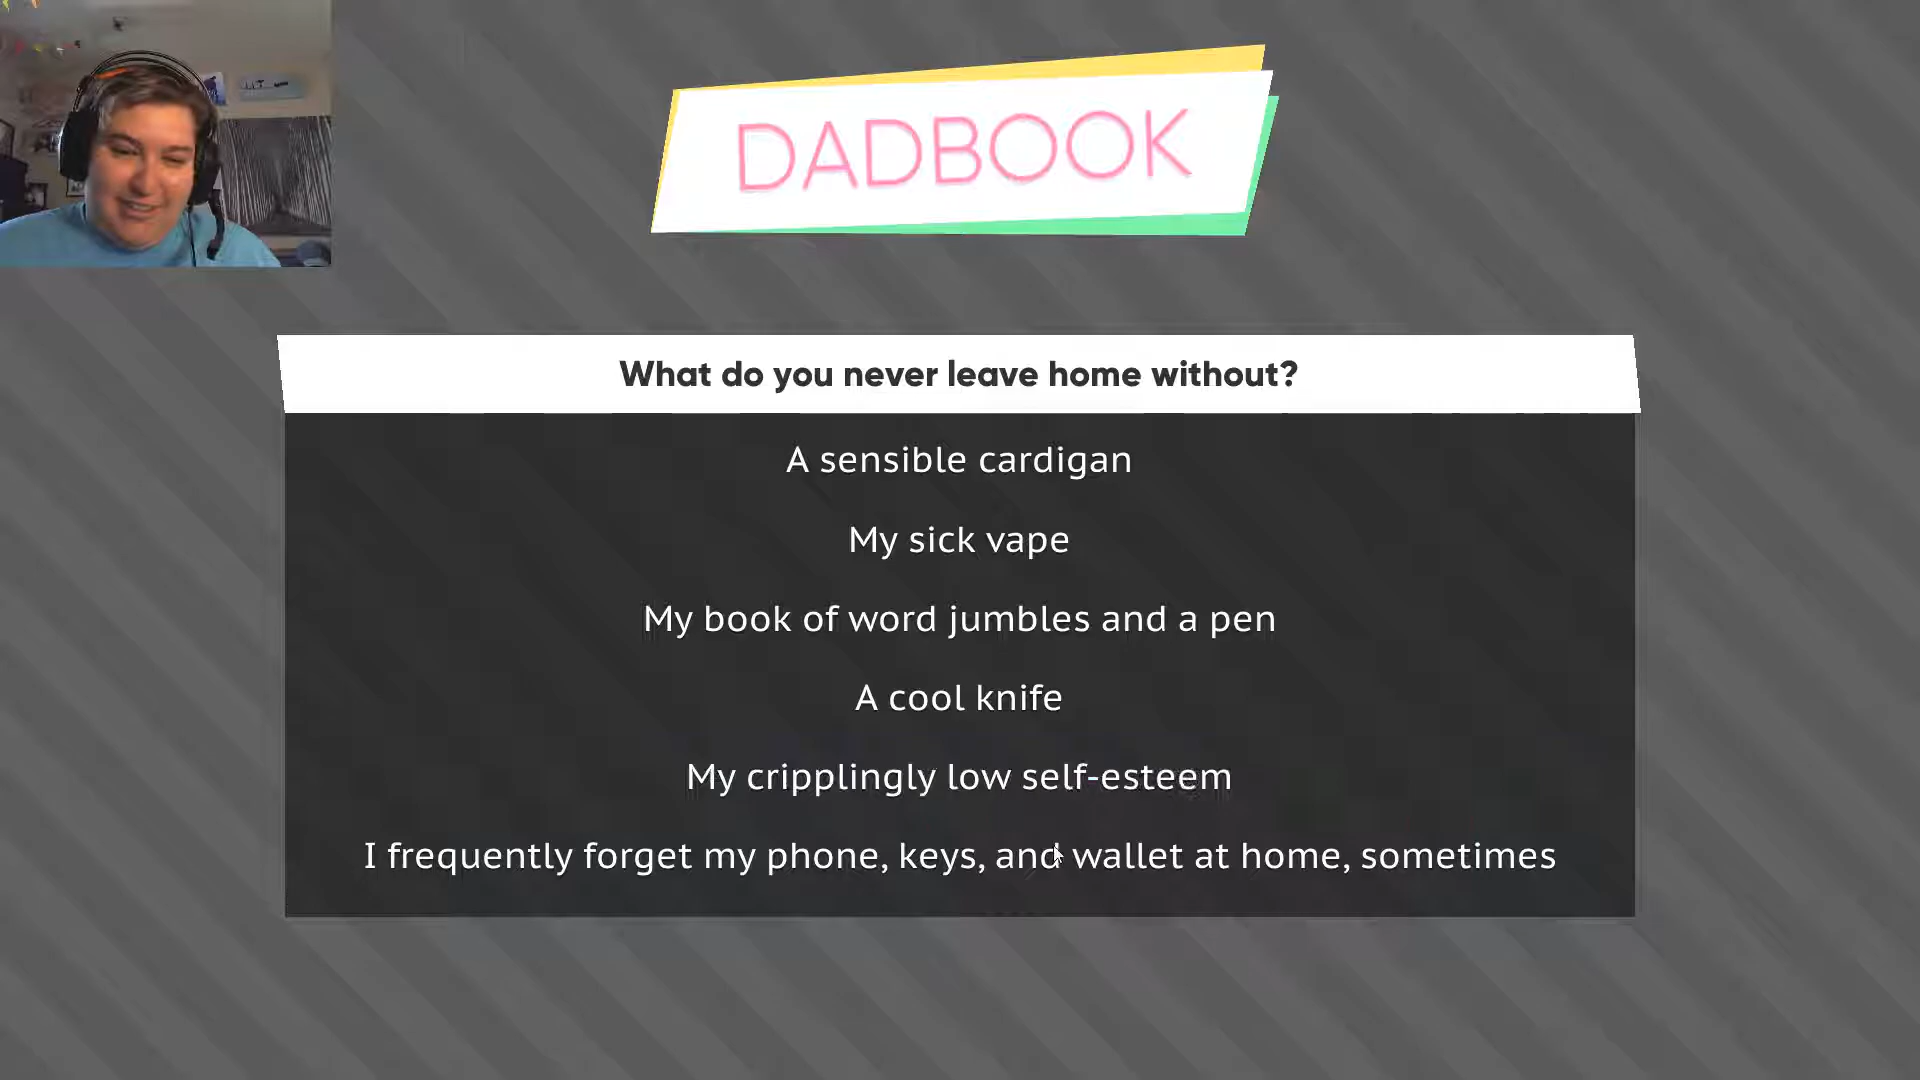 DADBOOK
What do you never leave home without?
A sensible cardigan
My sick vape
My book of word jumbles and a pen
A cool knife
My cripplingly low self-esteem
I frequently forget my phone, keys, and wallet at home, sometimes